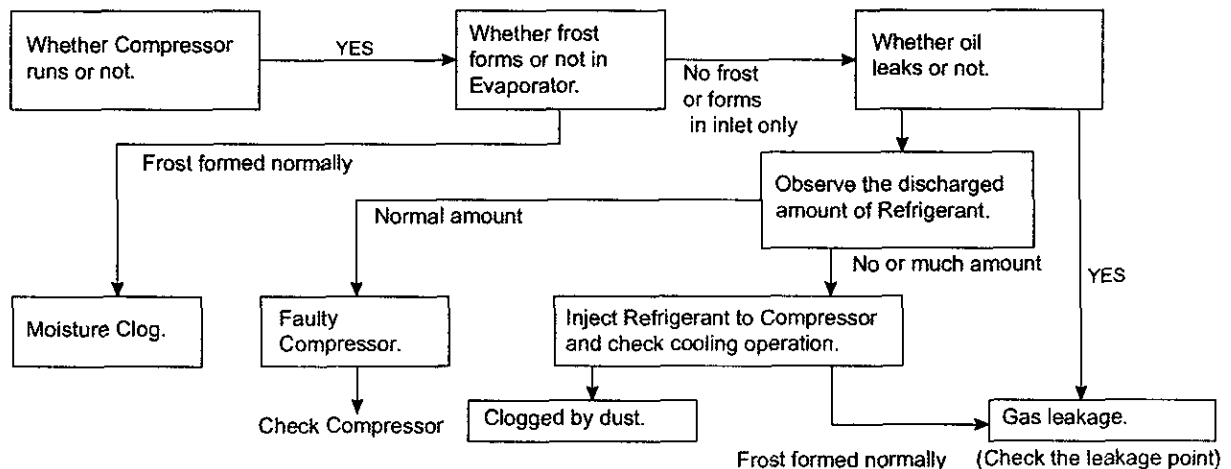 Whether Compressor
runs or not.
YES
Whether frost
forms or not in
Evaporator.
No frost
or forms
in inlet only
Whether oil
leaks or not.
Frost formed normally
Observe the discharged
amount of Refrigerant.
Normal amount
No or much amount
YES
Moisture Clog.
Faulty
Compressor.
Inject Refrigerant to Compressor
and check cooling operation.
Check Compressor
Clogged by dust.
Gas leakage.
Frost formed normally
(Check the leakage point)